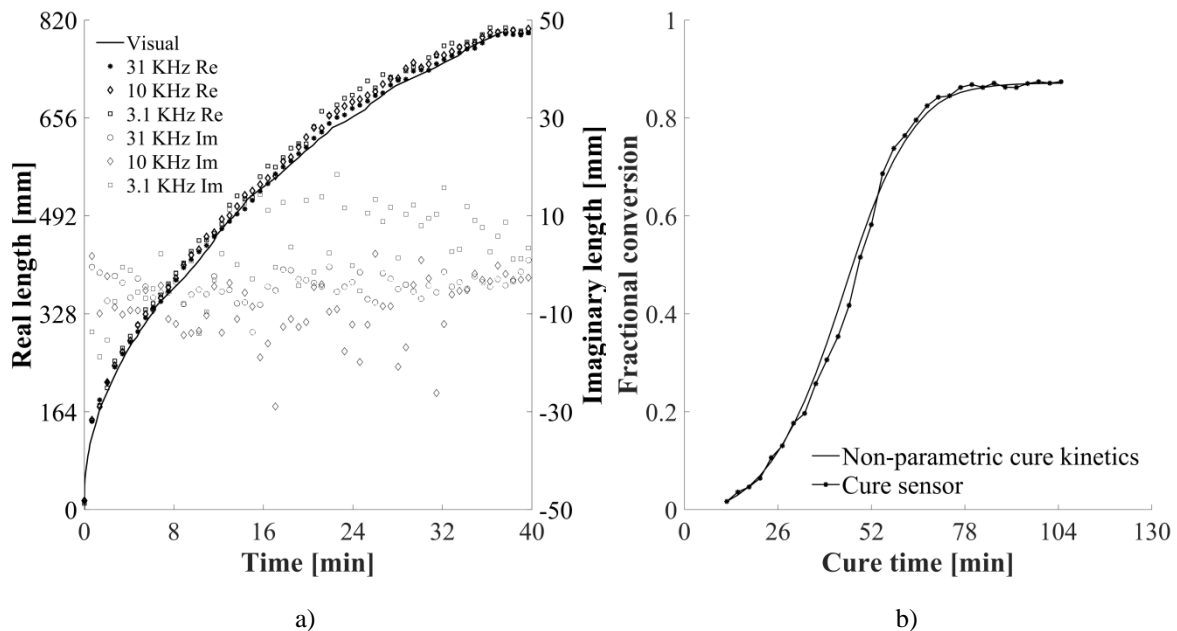 820
656
492
328
164
0
Real length [mm]
Visual
31 KHz Re
10 KHz Re
3.1 KHz Re
31 KHz Im
10 KHz Im
3.1 KHz Im
50
30
10
-10
-30
-50
Imaginary length [mm]
0 8 16 24 32 40
Time [min]
a)
1
0.8
0.6
0.4
0.2
0
Fractional conversion
Non-parametric cure kinetics
Cure sensor
0 26 52 78 104 130
Cure time [min]
b)